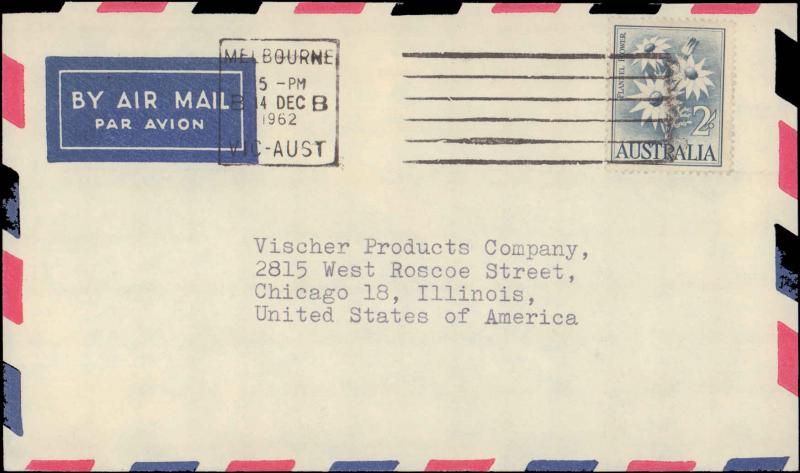 MELBOURNE
5 -PM
B 14 DEC B
1962
VIC-AUST
BY AIR MAIL
PAR AVION
FLANNEL FLOWER
2/-
AUSTRALIA
Vischer Products Company,
2815 West Roscoe Street,
Chicago 18, Illinois,
United States of America